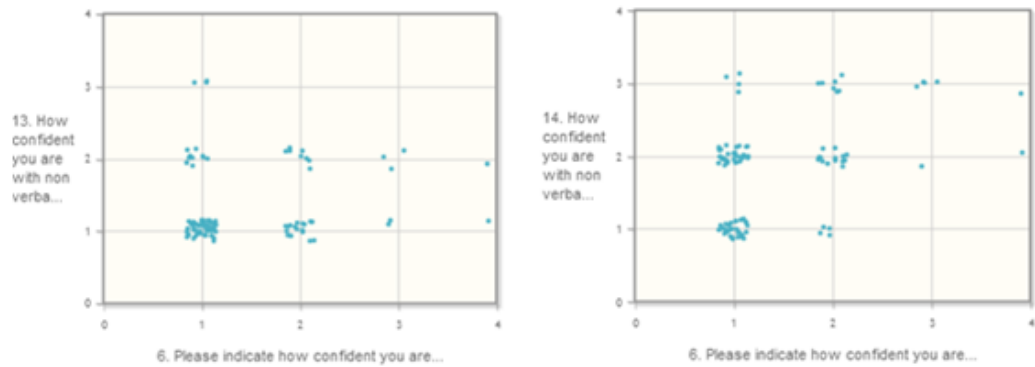 4
3
13. How
confident
you are
with non
verba...
2
1
0
0 1 2 3 4
6. Please indicate how confident you are...
4
3
14. How
confident
you are
with non
verba...
2
1
0
0 1 2 3 4
6. Please indicate how confident you are...